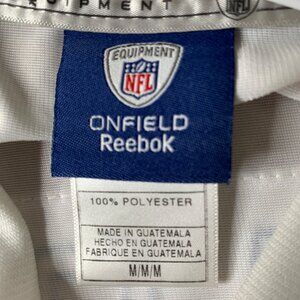 EQUIPMENT
NFL
EQUIPMENT
NFL
ONFIELD
Reebok
100% POLYESTER
MADE IN GUATEMALA
HECHO EN GUATEMALA
FABRIQUE EN GUATEMALA
M/M/M